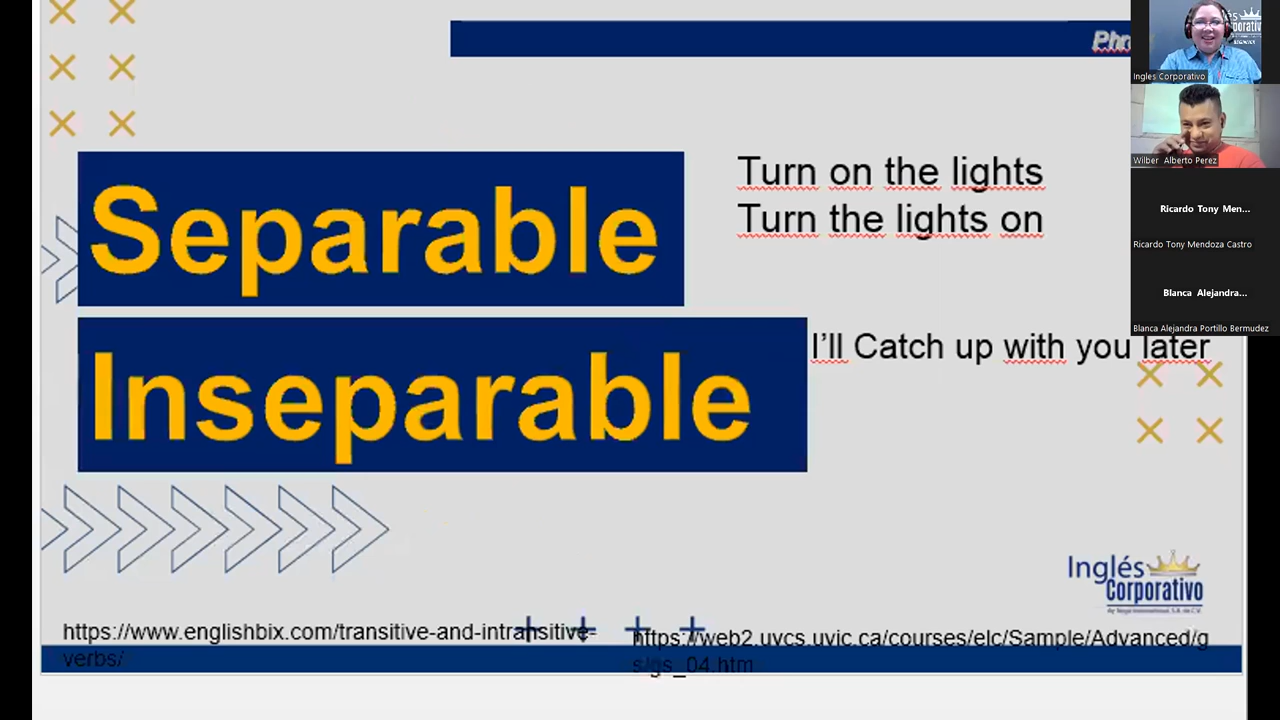 Phr
Separable
Turn on the lights
Turn the lights on
Inseparable
I'll Catch up with you later
Inglés
Corporativo
https://www.englishbix.com/transitive-and-intransitive-
verbs/
https://web2.uvcs.uvic.ca/courses/elc/Sample/Advanced/g
s/gs_04.htm
Ingles Corporativo
Wilber Alberto Perez
Ricardo Tony Men...
Ricardo Tony Mendoza Castro
Blanca Alejandra...
Blanca Alejandra Portillo Bermudez